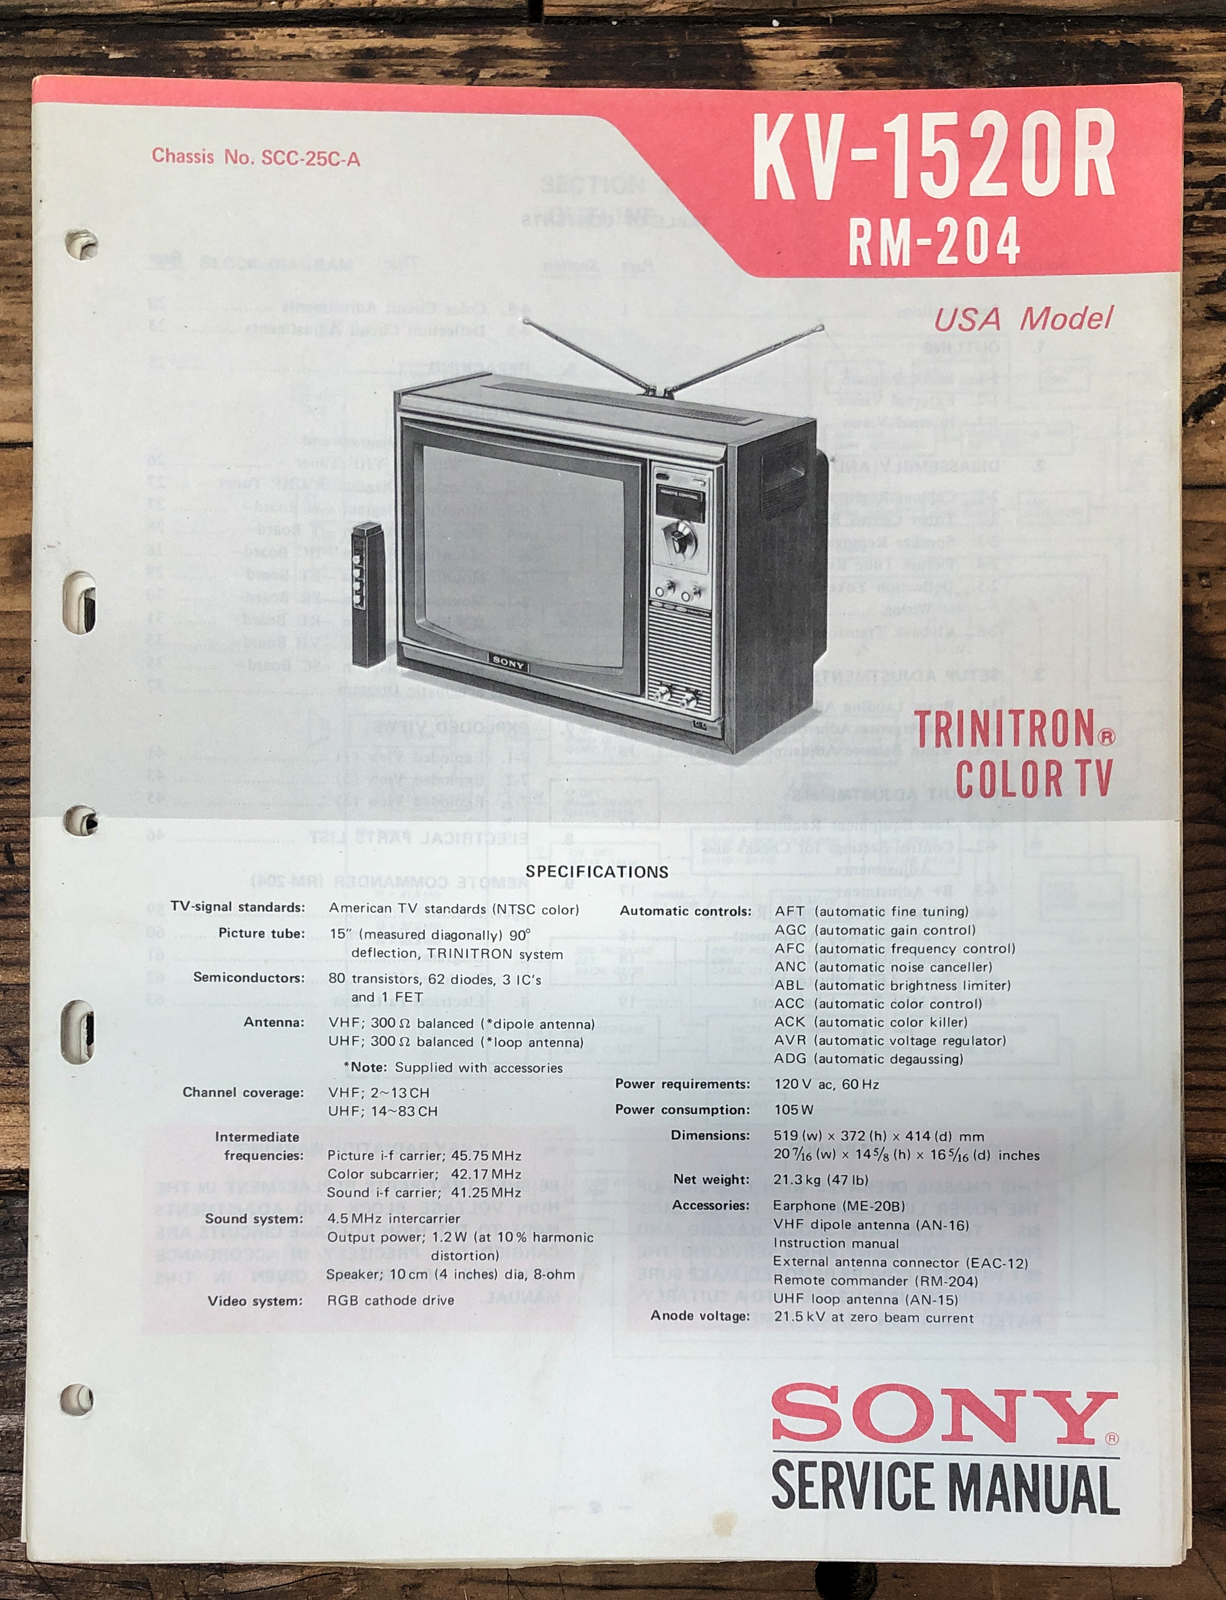 Chassis No. SCC-25C-A
KV-1520R
RM-204
USA Model
REMOTE CONTROL
SONY
TRINITRON®
COLOR TV
SPECIFICATIONS
TV-signal standards: American TV standards (NTSC color)
Picture tube: 15" (measured diagonally) 90°
deflection, TRINITRON system
Semiconductors: 80 transistors, 62 diodes, 3 IC's
and 1 FET
Antenna: VHF; 300 Ω balanced (*dipole antenna)
UHF; 300 Ω balanced (*loop antenna)
*Note: Supplied with accessories
Channel coverage: VHF; 2~13 CH
UHF; 14~83 CH
Intermediate
frequencies: Picture i-f carrier; 45.75 MHz
Color subcarrier; 42.17 MHz
Sound i-f carrier; 41.25 MHz
Sound system: 4.5 MHz intercarrier
Output power; 1.2 W (at 10 % harmonic
distortion)
Speaker; 10 cm (4 inches) dia, 8-ohm
Video system: RGB cathode drive
Automatic controls: AFT (automatic fine tuning)
AGC (automatic gain control)
AFC (automatic frequency control)
ANC (automatic noise canceller)
ABL (automatic brightness limiter)
ACC (automatic color control)
ACK (automatic color killer)
AVR (automatic voltage regulator)
ADG (automatic degaussing)
Power requirements: 120 V ac, 60 Hz
Power consumption: 105 W
Dimensions: 519 (w) x 372 (h) x 414 (d) mm
20 7/16 (w) x 14 5/8 (h) x 16 5/16 (d) inches
Net weight: 21.3 kg (47 lb)
Accessories: Earphone (ME-20B)
VHF dipole antenna (AN-16)
Instruction manual
External antenna connector (EAC-12)
Remote commander (RM-204)
UHF loop antenna (AN-15)
Anode voltage: 21.5 kV at zero beam current
SONY®
SERVICE MANUAL